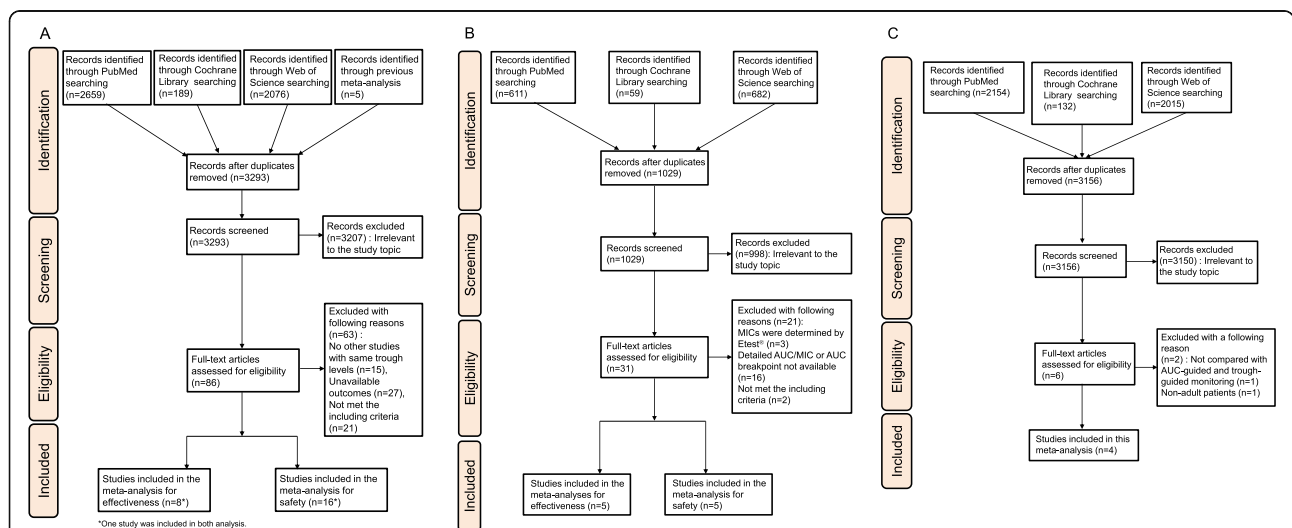 A
Identification
Screening
Eligibility
Included
Records identified
through PubMed
searching
(n=2659)
Records identified
through Cochrane
Library searching
(n=189)
Records identified
through Web of
Science searching
(n=2076)
Records identified
through previous
meta-analysis
(n=5)
Records after duplicates
removed (n=3293)
Records screened
(n=3293)
Records excluded
(n=3207) : Irrelevant
to the study topic
Full-text articles
assessed for eligibility
(n=86)
Excluded with
following reasons
(n=63) :
No other studies
with same trough
levels (n=15),
Unavailable
outcomes (n=27),
Not met the
including criteria
(n=21)
Studies included in the
meta-analysis for
effectiveness (n=8*)
Studies included in the
meta-analysis for
safety (n=16*)
*One study was included in both analysis.
B
Identification
Screening
Eligibility
Included
Records identified
through PubMed
searching
(n=611)
Records identified
through Cochrane
Library searching
(n=59)
Records identified
through Web of
Science searching
(n=682)
Records after duplicates
removed (n=1029)
Records screened
(n=1029)
Records excluded
(n=998): Irrelevant to
the study topic
Full-text articles
assessed for eligibility
(n=31)
Excluded with following
reasons (n=21):
MICs were determined by
Etest® (n=3)
Detailed AUC/MIC or AUC
breakpoint not available
(n=16)
Not met the including
criteria (n=2)
Studies included in the
meta-analyses for
effectiveness (n=5)
Studies included in the
meta-analysis for
safety (n=5)
C
Identification
Screening
Eligibility
Included
Records identified
through PubMed
searching (n=2154)
Records identified
through Cochrane
Library searching
(n=132)
Records identified
through Web of
Science searching
(n=2015)
Records after duplicates
removed (n=3156)
Records screened
(n=3156)
Records excluded
(n=3150) : Irrelevant
to the study topic
Full-text articles
assessed for eligibility
(n=6)
Excluded with a following
reason
(n=2) : Not compared with
AUC-guided and trough-
guided monitoring (n=1)
Non-adult patients (n=1)
Studies included in this
meta-analysis (n=4)